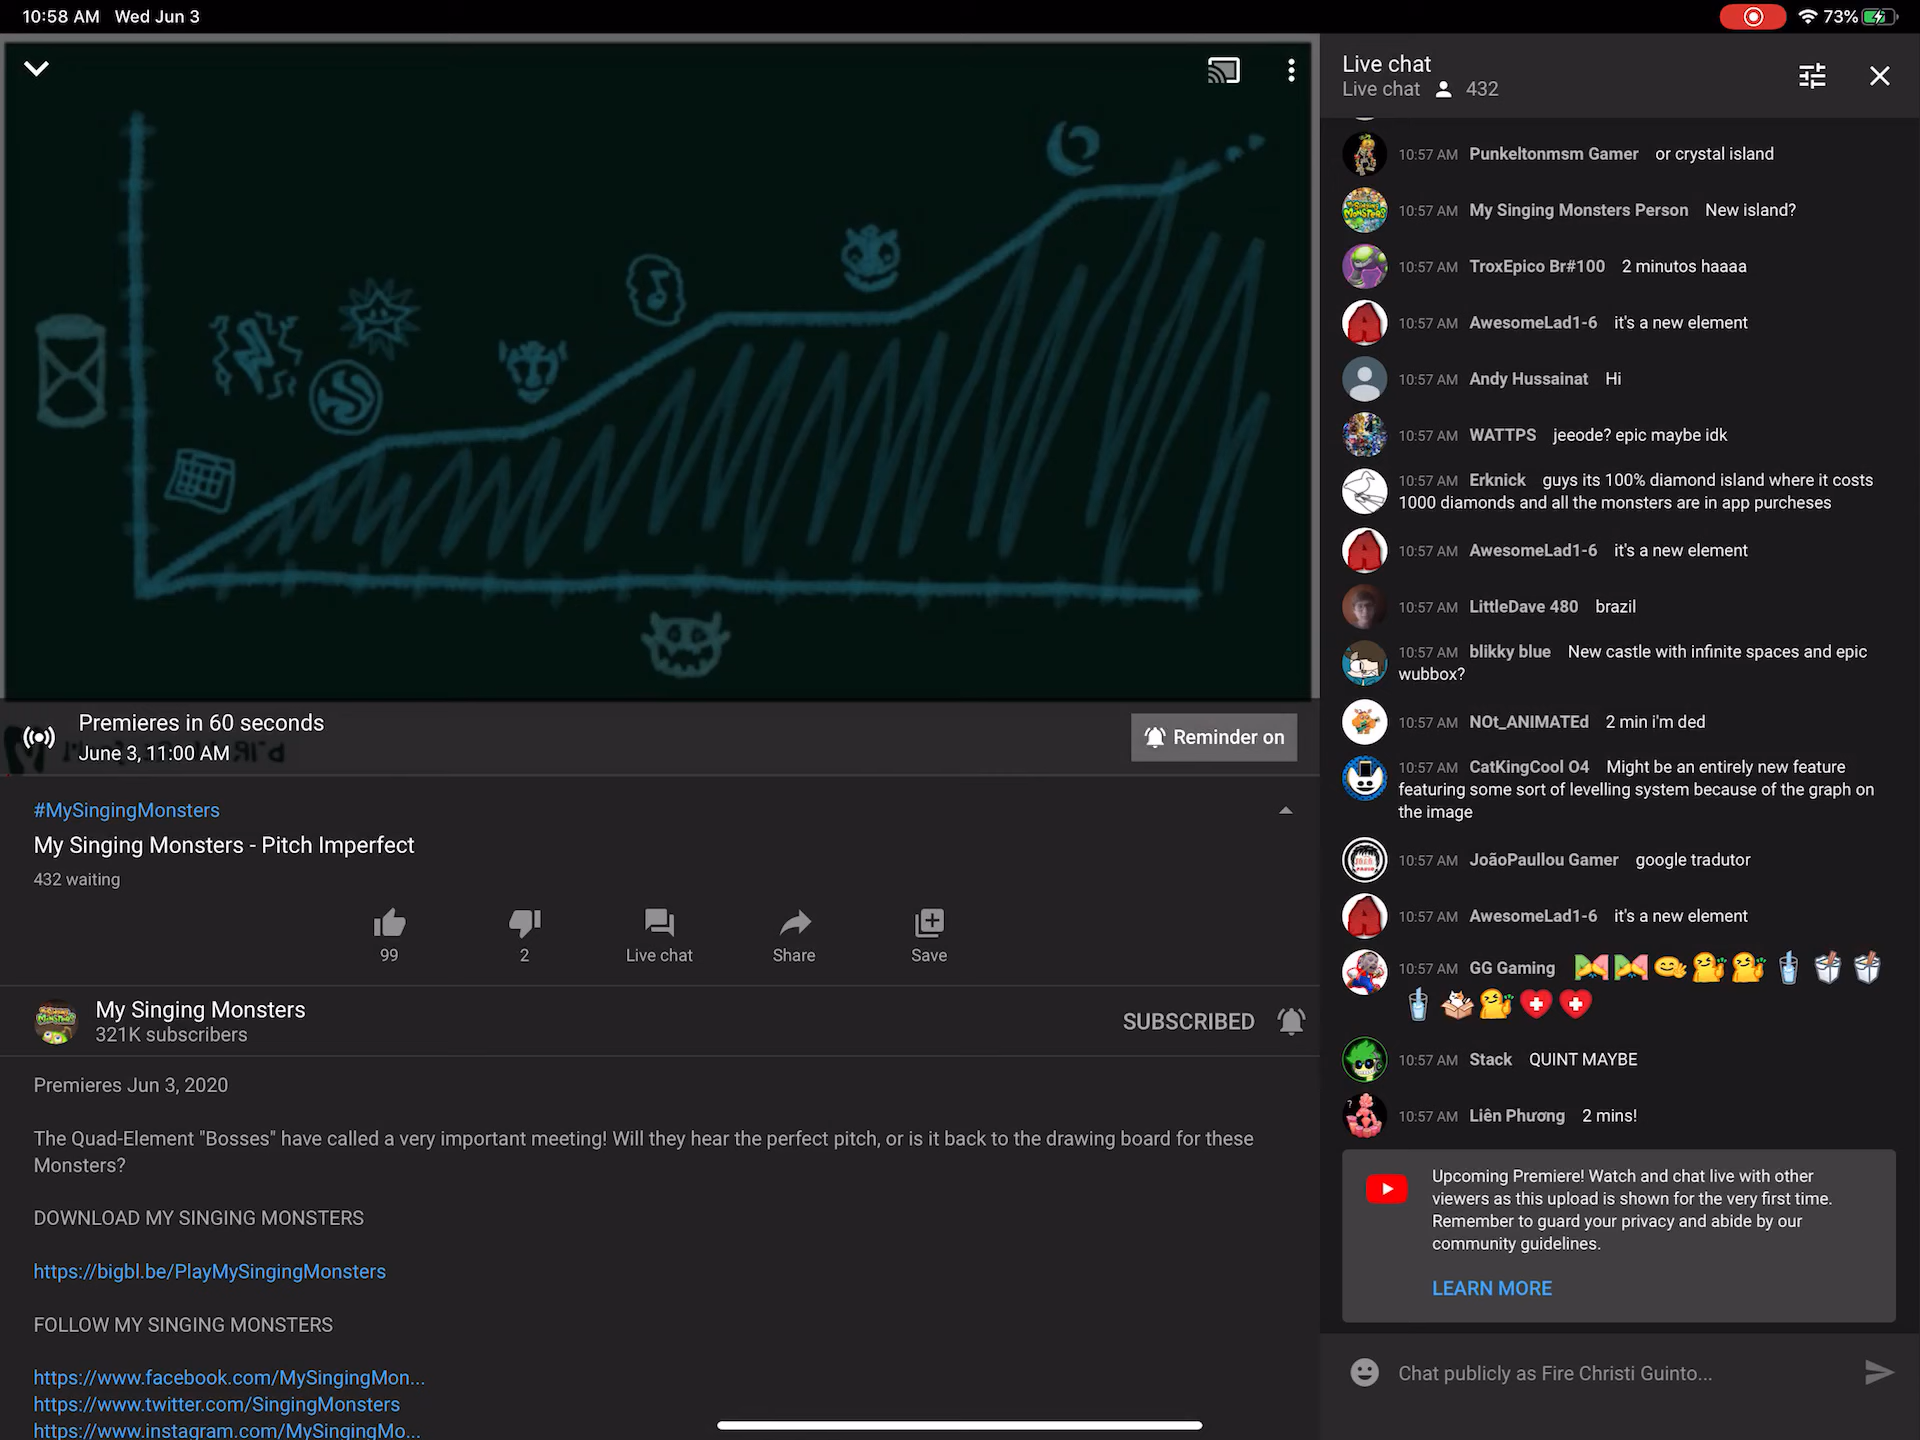 10:58 AM Wed Jun 3
73%
Premieres in 60 seconds
June 3, 11:00 AM
Reminder on
#MySingingMonsters
My Singing Monsters - Pitch Imperfect
432 waiting
99
2
Live chat
Share
Save
My Singing Monsters
321K subscribers
SUBSCRIBED
Premieres Jun 3, 2020
The Quad-Element "Bosses" have called a very important meeting! Will they hear the perfect pitch, or is it back to the drawing board for these
Monsters?
DOWNLOAD MY SINGING MONSTERS
https://bigbl.be/PlayMySingingMonsters
FOLLOW MY SINGING MONSTERS
https://www.facebook.com/MySingingMon...
https://www.twitter.com/SingingMonsters
https://www.instagram.com/MySingingMo...
Live chat
Live chat 432
10:57 AM Punkeltonmsm Gamer or crystal island
10:57 AM My Singing Monsters Person New island?
10:57 AM TroxEpico Br#100 2 minutos haaaa
10:57 AM AwesomeLad1-6 it's a new element
10:57 AM Andy Hussainat Hi
10:57 AM WATTPS jeeode? epic maybe idk
10:57 AM Erknick guys its 100% diamond island where it costs
1000 diamonds and all the monsters are in app purcheses
10:57 AM AwesomeLad1-6 it's a new element
10:57 AM LittleDave 480 brazil
10:57 AM blikky blue New castle with infinite spaces and epic
wubbox?
10:57 AM NOt_ANIMATEd 2 min i'm ded
10:57 AM CatKingCool O4 Might be an entirely new feature
featuring some sort of levelling system because of the graph on
the image
10:57 AM JoãoPaullou Gamer google tradutor
10:57 AM AwesomeLad1-6 it's a new element
10:57 AM GG Gaming
10:57 AM Stack QUINT MAYBE
10:57 AM Liên Phương 2 mins!
Upcoming Premiere! Watch and chat live with other
viewers as this upload is shown for the very first time.
Remember to guard your privacy and abide by our
community guidelines.
LEARN MORE
Chat publicly as Fire Christi Guinto...